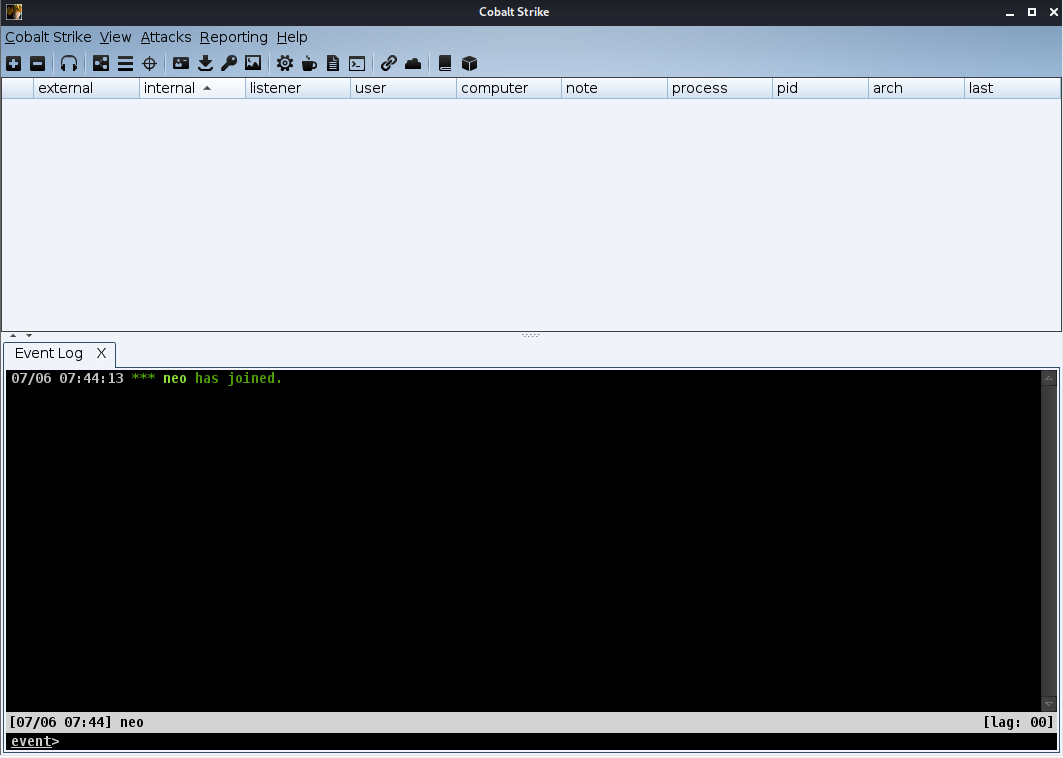 Cobalt Strike
Cobalt Strike View Attacks Reporting Help
external internal listener user computer note process pid arch last
Event Log X
07/06 07:44:13 *** neo has joined.
[07/06 07:44] neo [lag: 00]
event>